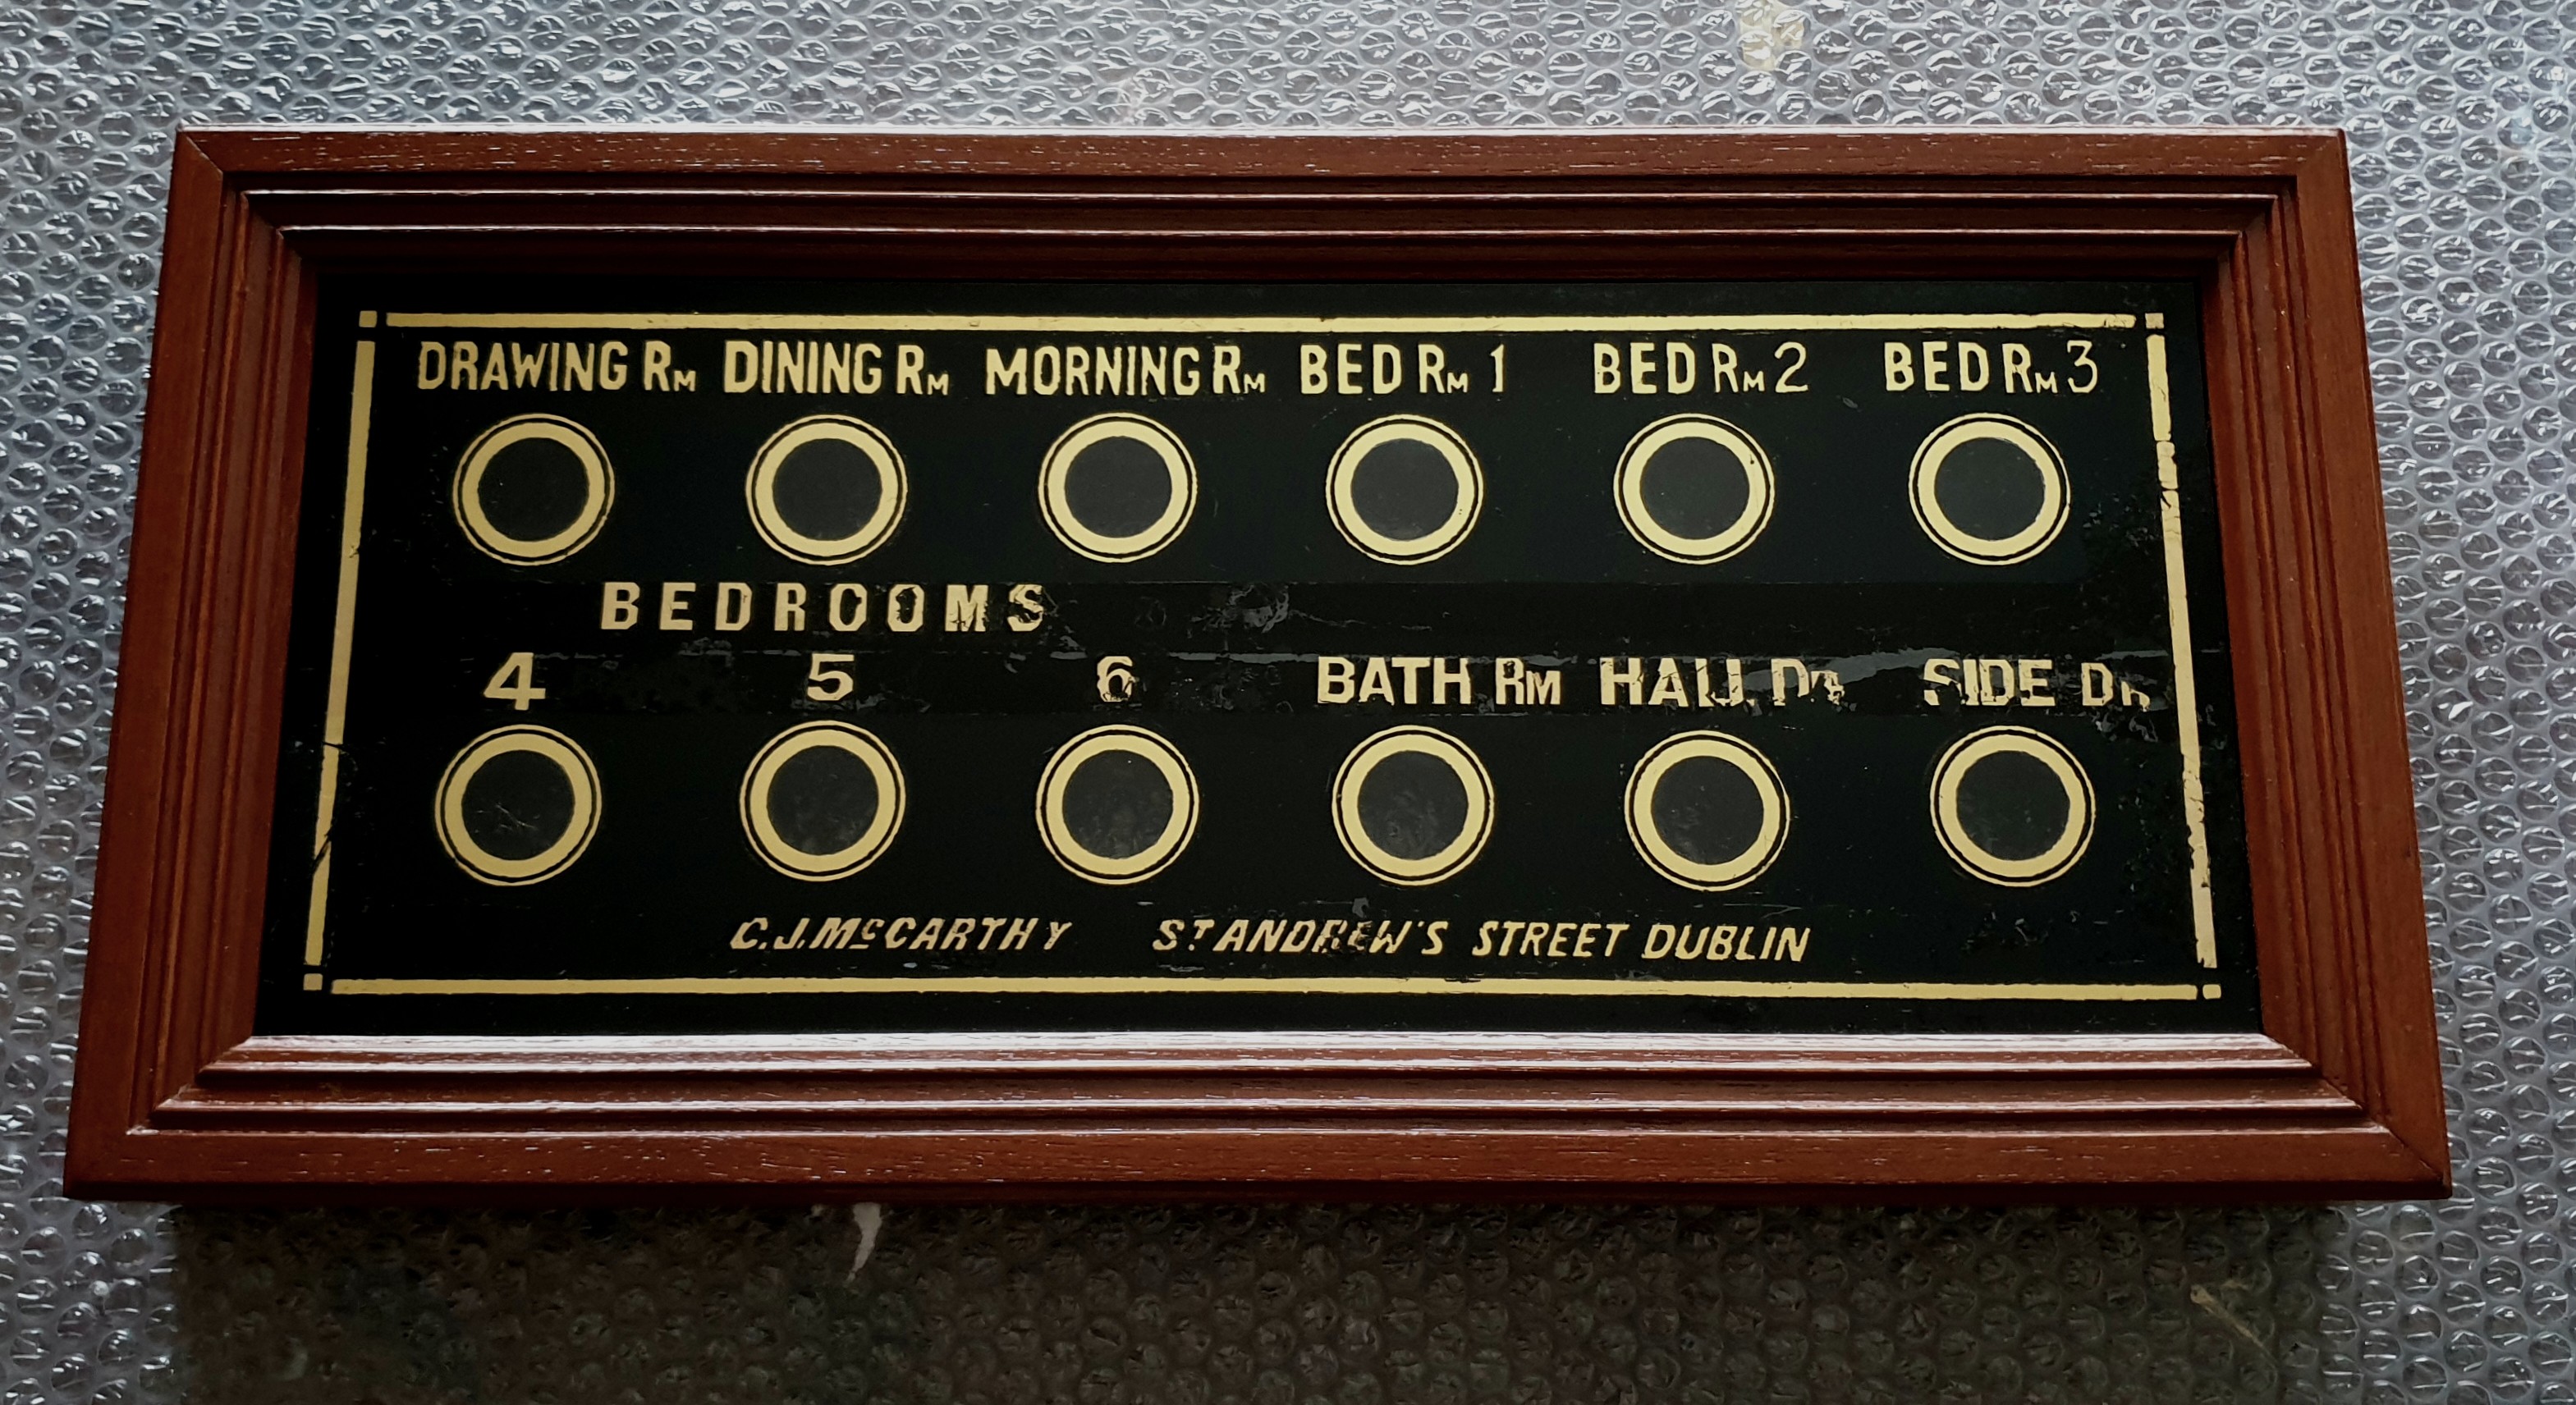 DRAWING RM DINING RM MORNING RM BED RM 1 BED RM 2 BED RM 3
BEDROOMS
4 5 6 BATH RM HALL DR SIDE DR
C.J.McCARTHY ST ANDREW'S STREET DUBLIN